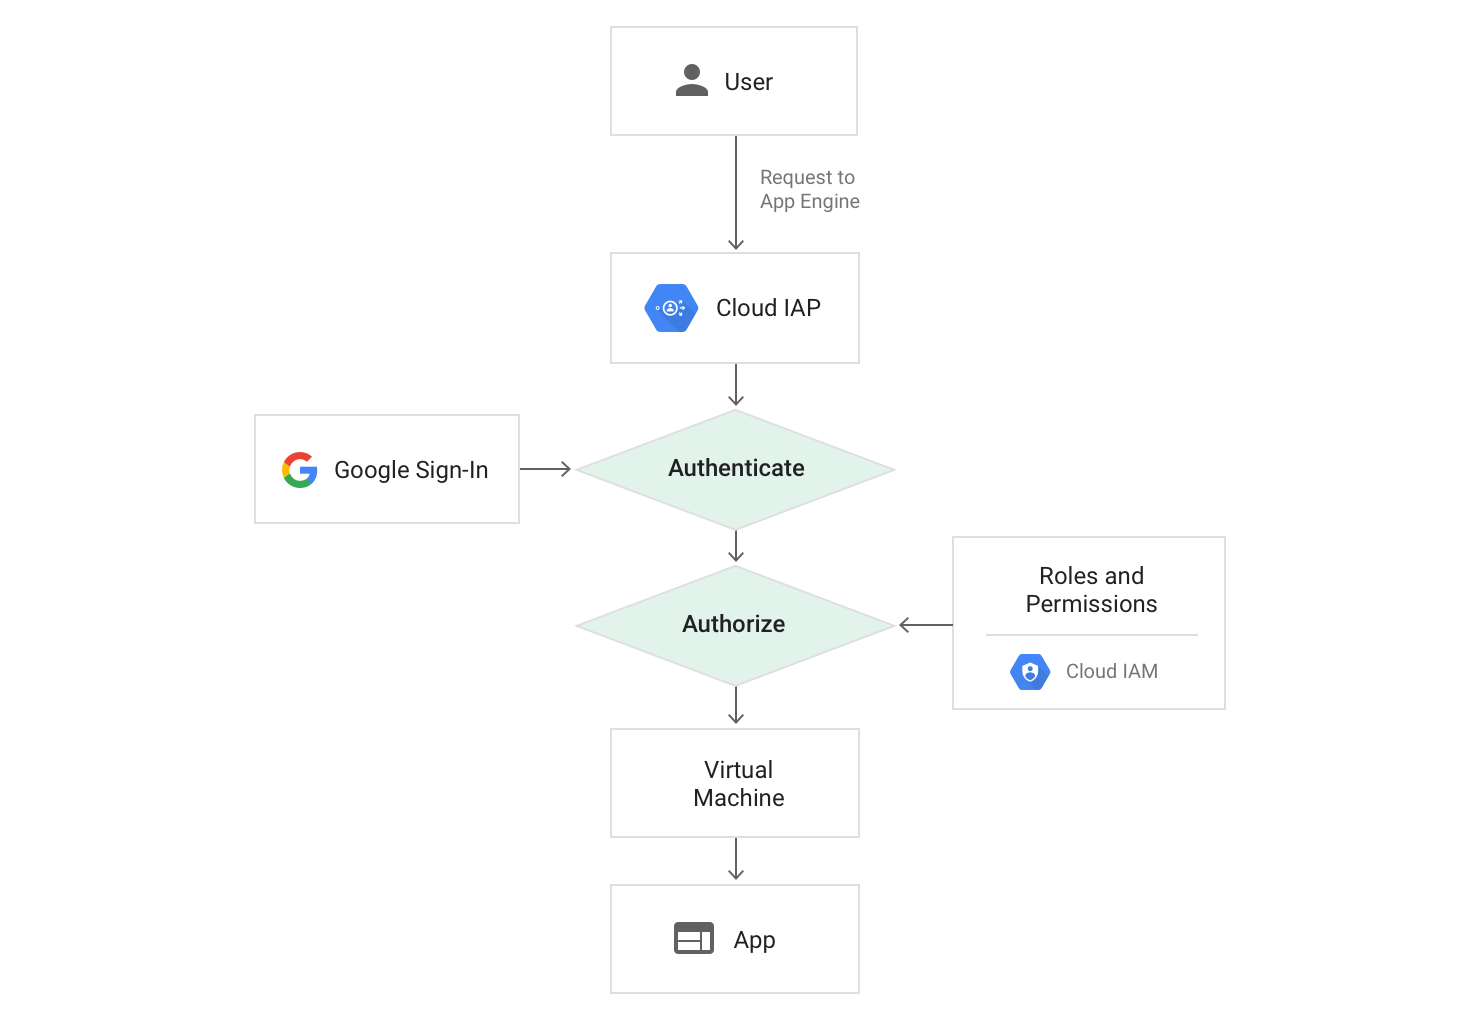 User
Request to
App Engine
Cloud IAP
Google Sign-In
Authenticate
Authorize
Roles and
Permissions
Cloud IAM
Virtual
Machine
App